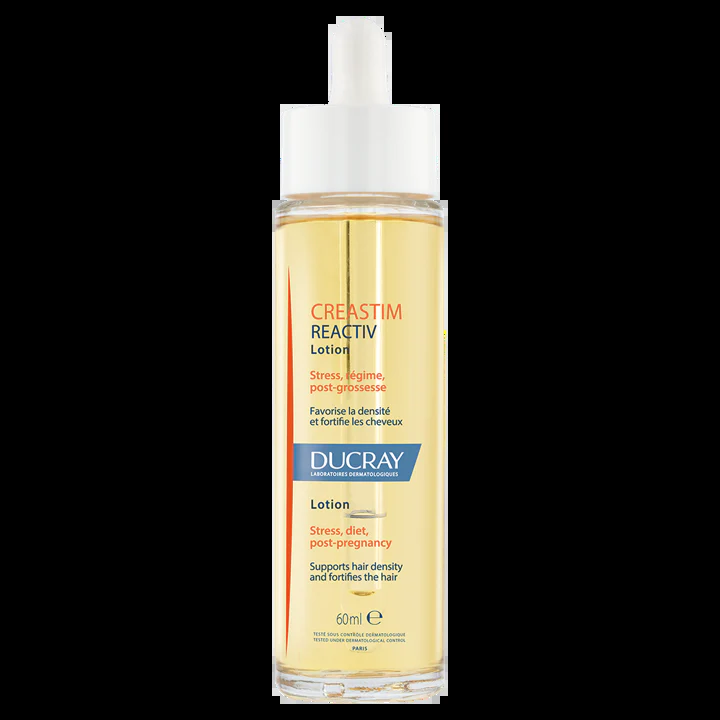 CREASTIM
REACTIV
Lotion
Stress, régime,
post-grossesse
Favorise la densité
et fortifie les cheveux
DUCRAY
LABORATOIRES DERMATOLOGIQUES
Lotion
Stress, diet,
post-pregnancy
Supports hair density
and fortifies the hair
60ml e
TESTÉ SOUS CONTRÔLE DERMATOLOGIQUE
TESTED UNDER DERMATOLOGICAL CONTROL
PARIS